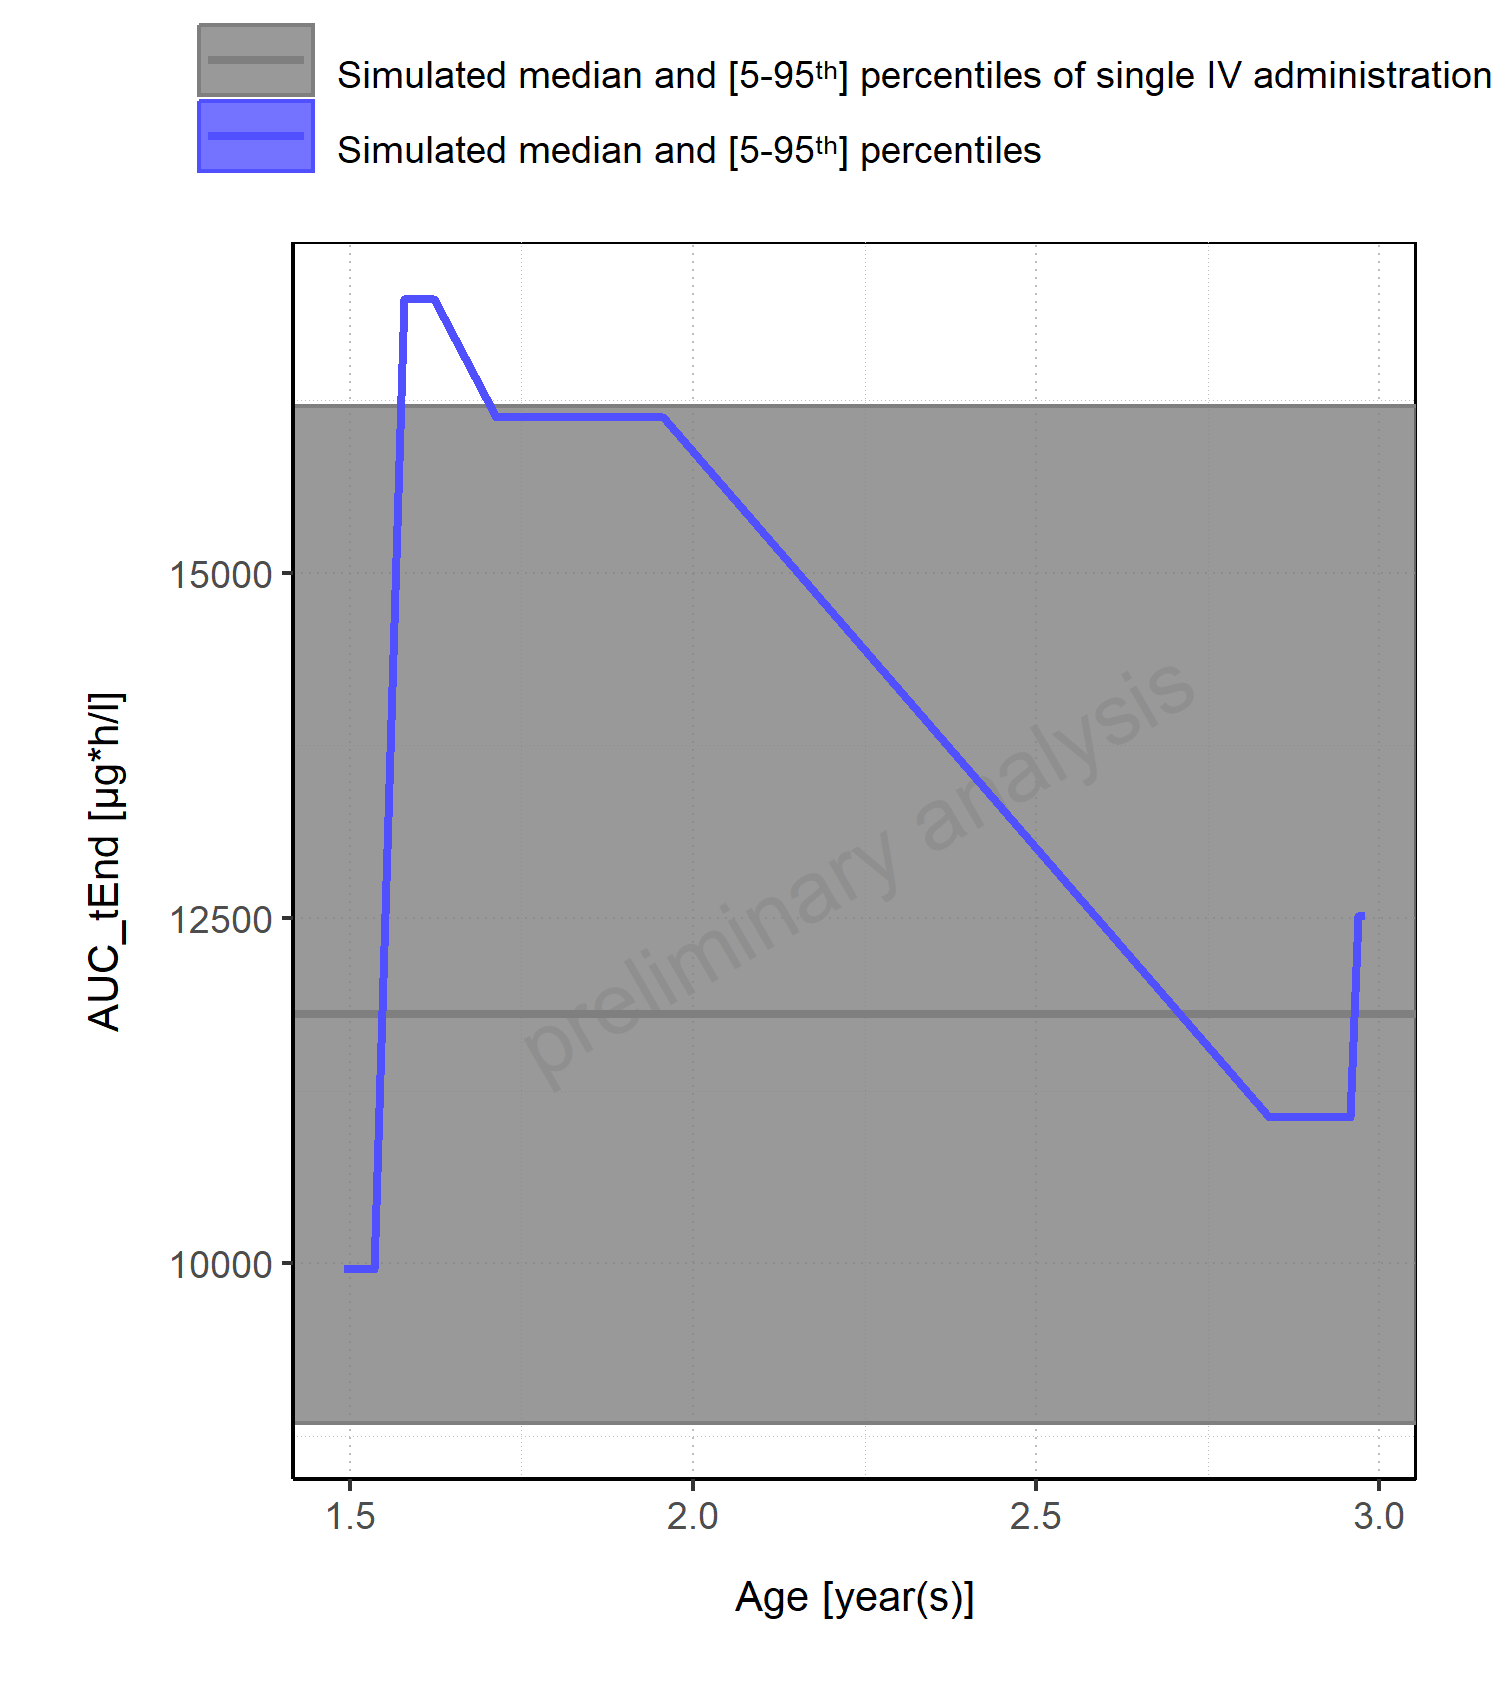 Simulated median and [5-95th] percentiles of single IV administration
Simulated median and [5-95th] percentiles
15000
12500
10000
AUC_tEnd [µg*h/l]
preliminary analysis
1.5 2.0 2.5 3.0
Age [year(s)]